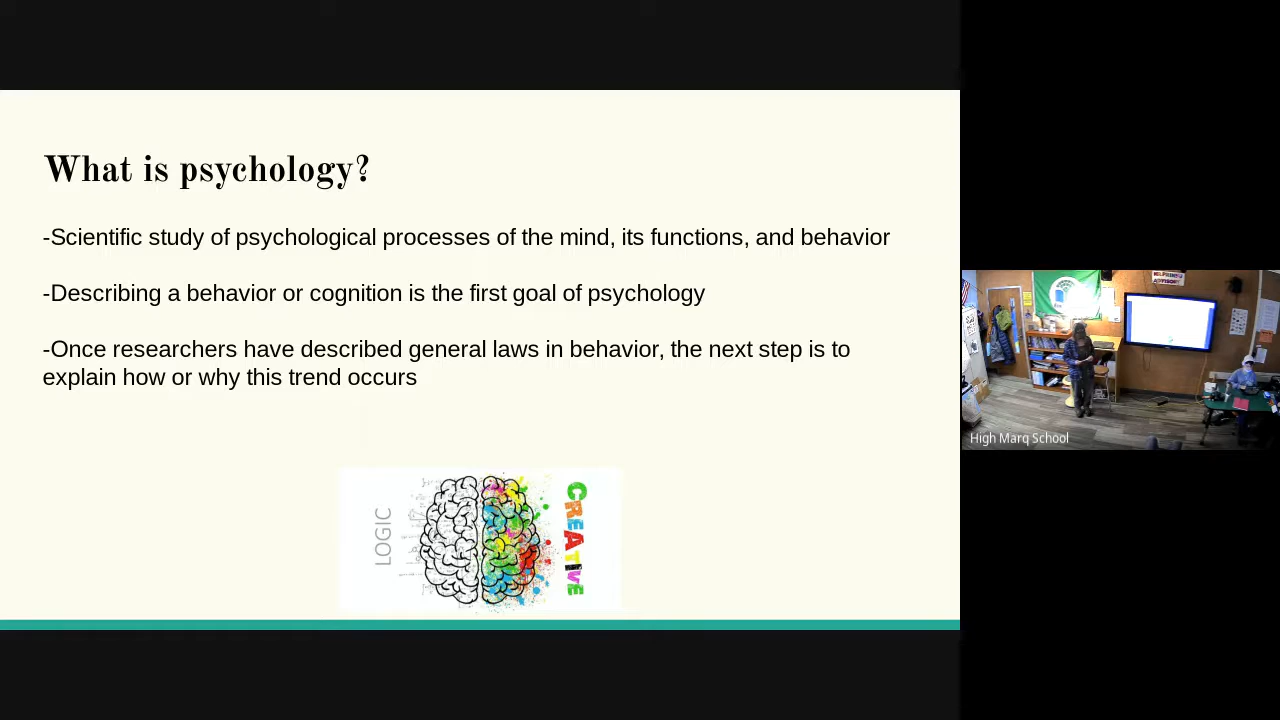 What is psychology?
-Scientific study of psychological processes of the mind, its functions, and behavior
-Describing a behavior or cognition is the first goal of psychology
-Once researchers have described general laws in behavior, the next step is to
explain how or why this trend occurs
LOGIC
CREATIVE
High Marq School